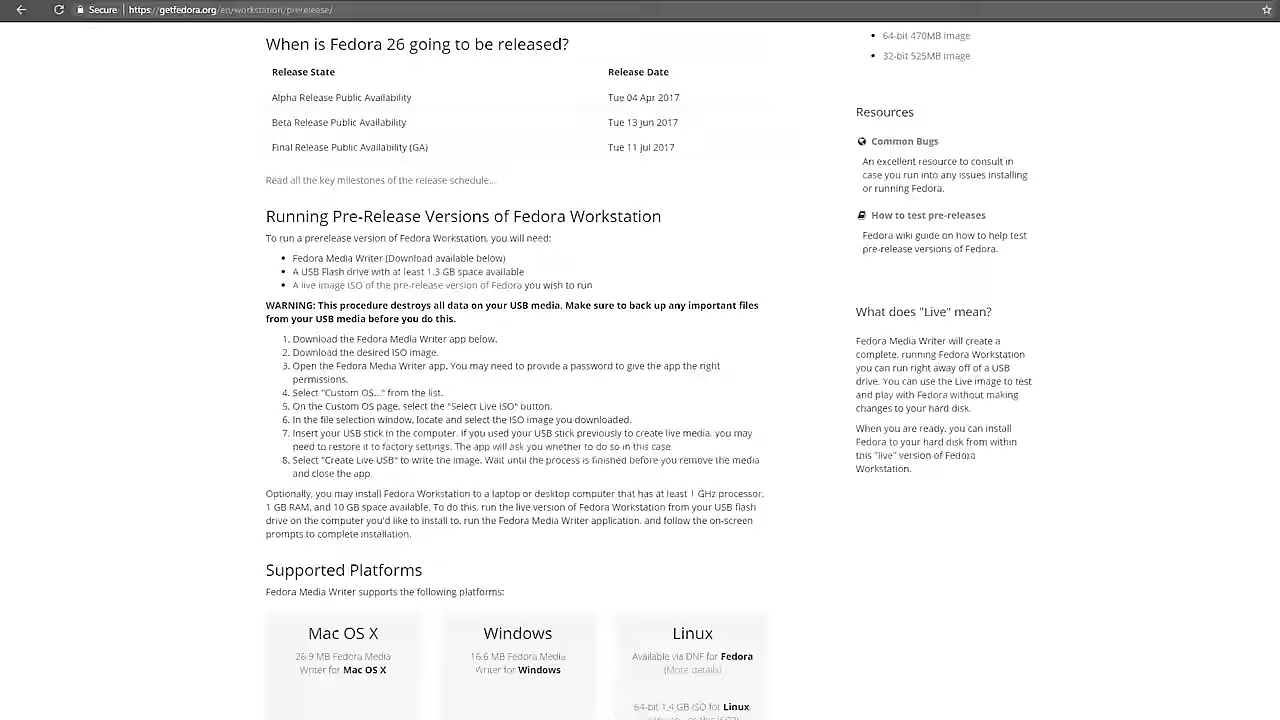 Secure | https://getfedora.org/en/workstation/prerelease/
When is Fedora 26 going to be released?
Release State Release Date
Alpha Release Public Availability Tue 04 Apr 2017
Beta Release Public Availability Tue 13 Jun 2017
Final Release Public Availability (GA) Tue 11 Jul 2017
Read all the key milestones of the release schedule...
Running Pre-Release Versions of Fedora Workstation
To run a prerelease version of Fedora Workstation, you will need:
• Fedora Media Writer (Download available below)
• A USB Flash drive with at least 1.3 GB space available
• A live image ISO of the pre-release version of Fedora you wish to run
WARNING: This procedure destroys all data on your USB media. Make sure to back up any important files
from your USB media before you do this.
1. Download the Fedora Media Writer app below.
2. Download the desired ISO image.
3. Open the Fedora Media Writer app. You may need to provide a password to give the app the right
permissions.
4. Select "Custom OS..." from the list.
5. On the Custom OS page, select the "Select Live ISO" button.
6. In the file selection window, locate and select the ISO image you downloaded.
7. Insert your USB stick in the computer. If you used your USB stick previously to create live media, you may
need to restore it to factory settings. The app will ask you whether to do so in this case.
8. Select "Create Live USB" to write the image. Wait until the process is finished before you remove the media
and close the app.
Optionally, you may install Fedora Workstation to a laptop or desktop computer that has at least 1 GHz processor,
1 GB RAM, and 10 GB space available. To do this, run the live version of Fedora Workstation from your USB flash
drive on the computer you'd like to install to, run the Fedora Media Writer application, and follow the on-screen
prompts to complete installation.
Supported Platforms
Fedora Media Writer supports the following platforms:
Mac OS X
26.9 MB Fedora Media
Writer for Mac OS X
Windows
16.6 MB Fedora Media
Writer for Windows
Linux
Available via DNF for Fedora
(More details)
64-bit 1.4 GB ISO for Linux
• 64-bit 470MB image
• 32-bit 525MB image
Resources
Common Bugs
An excellent resource to consult in
case you run into any issues installing
or running Fedora.
How to test pre-releases
Fedora wiki guide on how to help test
pre-release versions of Fedora.
What does "Live" mean?
Fedora Media Writer will create a
complete, running Fedora Workstation
you can run right away off of a USB
drive. You can use the Live image to test
and play with Fedora without making
changes to your hard disk.
When you are ready, you can install
Fedora to your hard disk from within
this "live" version of Fedora
Workstation.